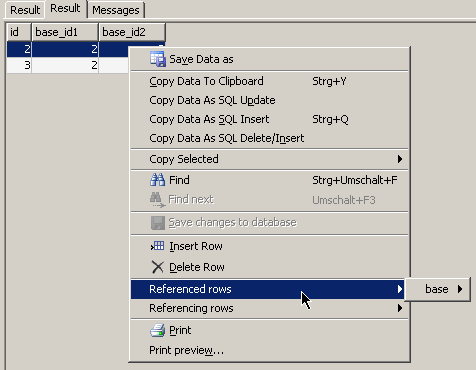 Result Result Messages
id base_id1 base_id2
2 2
3 2
Save Data as
Copy Data To Clipboard Strg+Y
Copy Data As SQL Update
Copy Data As SQL Insert Strg+Q
Copy Data As SQL Delete/Insert
Copy Selected
Find Strg+Umschalt+F
Find next Umschalt+F3
Save changes to database
Insert Row
Delete Row
Referenced rows base
Referencing rows
Print
Print preview...